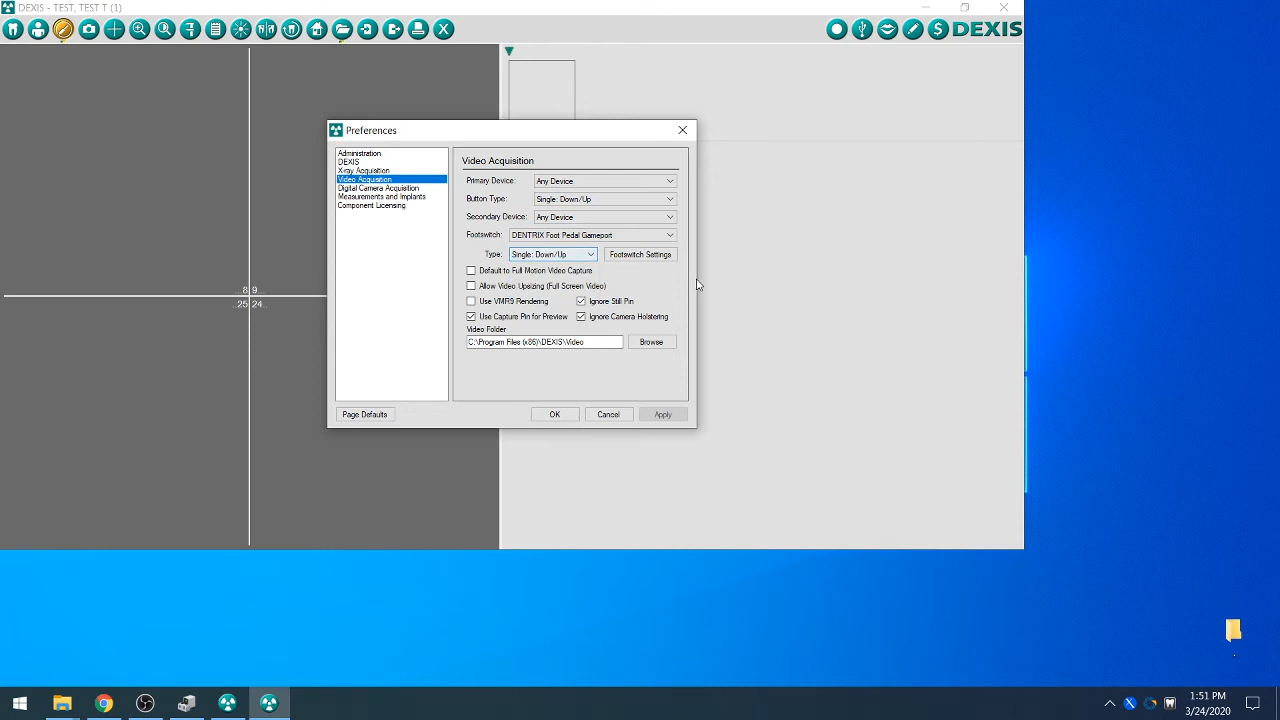 DEXIS - TEST, TEST T (1)
DEXIS
...8 9...
...25 24...
Preferences
Administration
DEXIS
X-ray Acquisition
Video Acquisition
Digital Camera Acquisition
Measurements and Implants
Component Licensing
Video Acquisition
Primary Device: Any Device
Button Type: Single: Down/Up
Secondary Device: Any Device
Footswitch: DENTRIX Foot Pedal Gameport
Type: Single: Down/Up Footswitch Settings
Default to Full Motion Video Capture
Allow Video Upsizing (Full Screen Video)
Use VMR9 Rendering Ignore Still Pin
Use Capture Pin for Preview Ignore Camera Holstering
Video Folder
C:\Program Files (x86)\DEXIS\Video Browse
Page Defaults OK Cancel Apply
1:51 PM
3/24/2020